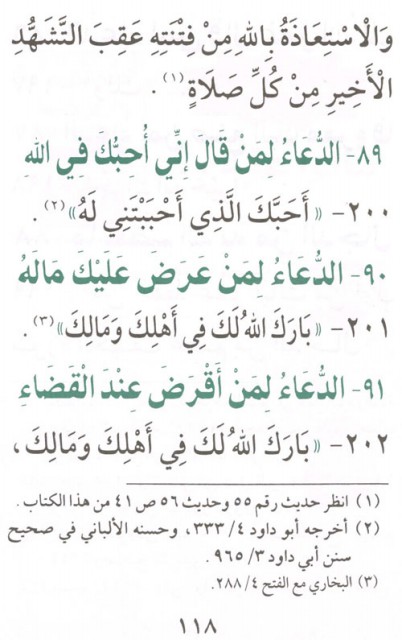 وَالْاسْتِعَاذَةُ بِاللهِ مِنْ فِتْنَتِهِ عَقِبَ التَّشَهُّدِ
الْأَخِيرِ مِنْ كُلِّ صَلَاةٍ (١) .
٨٩- الدُّعَاءُ لِمَنْ قَالَ إِنِّي أُحِبُّكَ فِي اللهِ
٢٠٠- « أَحَبَّكَ الَّذِي أَحْبَبْتَنِي لَهُ» (٢) .
٩٠- الدُّعَاءُ لِمَنْ عَرَضَ عَلَيْكَ مَالَهُ
٢٠١- « بَارَكَ اللهُ لَكَ فِي أَهْلِكَ وَمَالِكَ» (٣) .
٩١- الدُّعَاءُ لِمَنْ أَقْرَضَ عِنْدَ الْقَضَاءِ
٢٠٢- « بَارَكَ اللهُ لَكَ فِي أَهْلِكَ وَمَالِكَ ،
(١) انظر حديث رقم ٥٥ وحديث ٥٦ ص ٤١ من هذا الكتاب .
(٢) أخرجه أبو داود ٤/ ٣٣٣ ، وحسنه الألباني في صحيح
سنن أبي داود ٣/ ٩٦٥ .
(٣) البخاري مع الفتح ٤/ ٢٨٨ .
١١٨